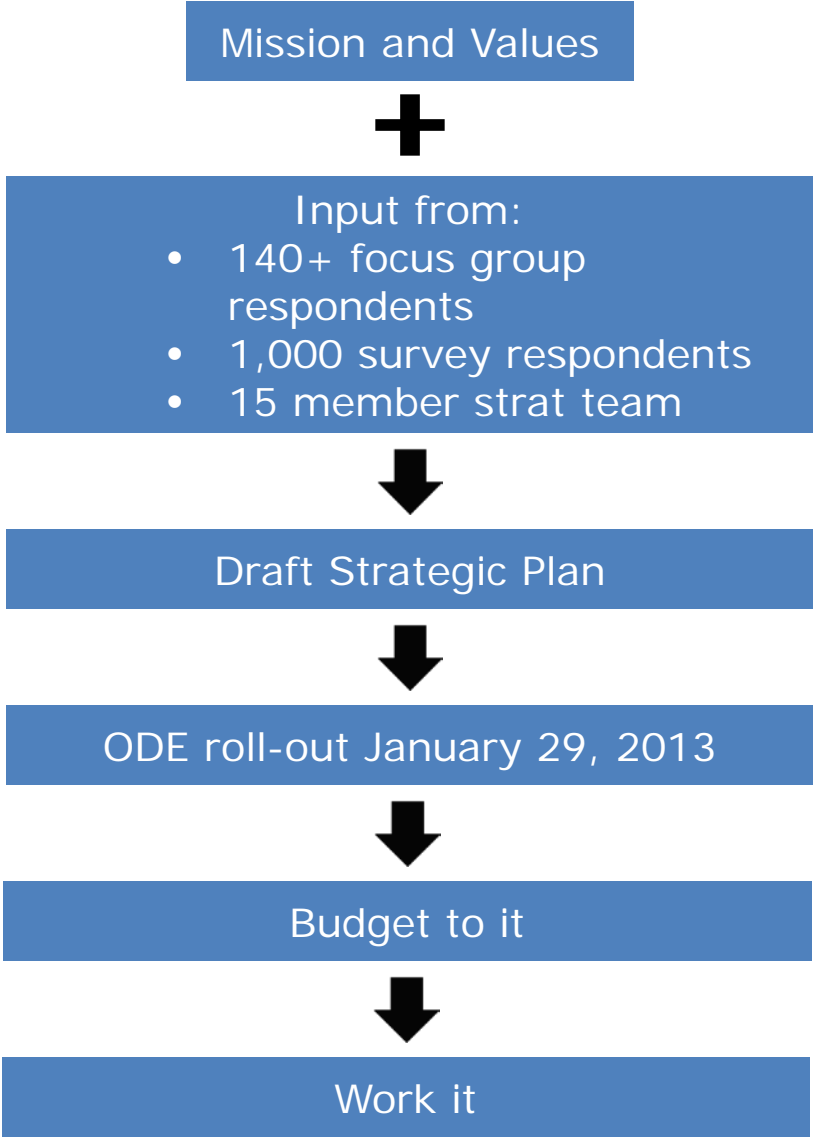 Mission and Values
Input from:
• 140+ focus group
respondents
• 1,000 survey respondents
• 15 member strat team
Draft Strategic Plan
ODE roll-out January 29, 2013
Budget to it
Work it